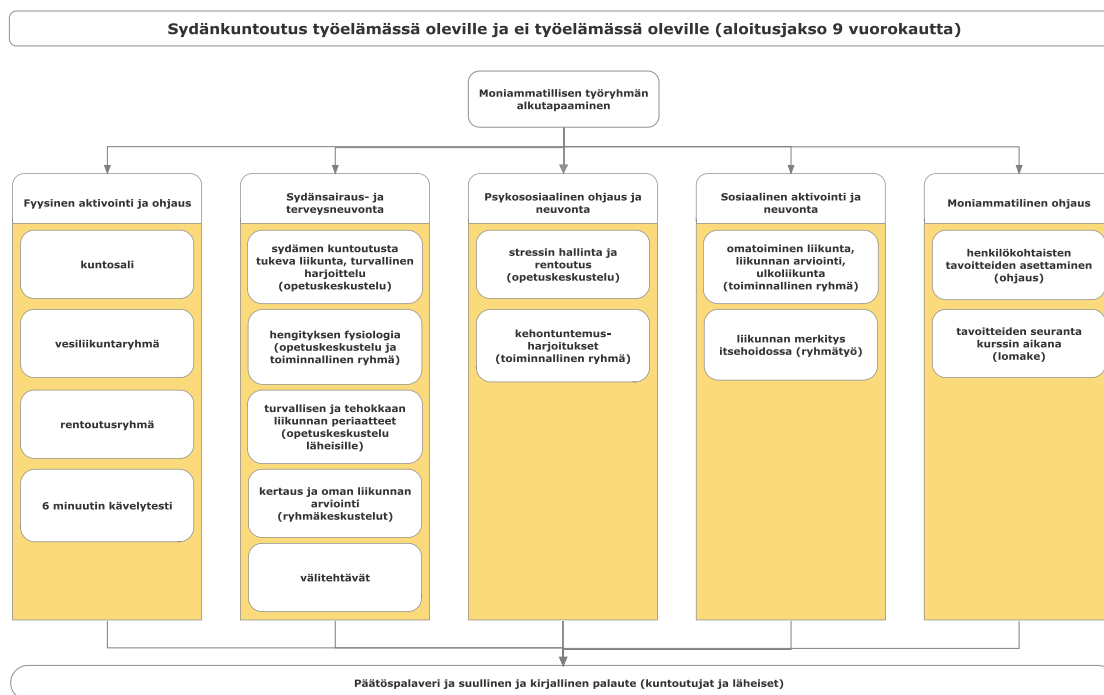 Sydänkuntoutus työelämässä oleville ja ei työelämässä oleville (aloitusjakso 9 vuorokautta)
Moniammatillisen työryhmän
alkutapaaminen
Fyysinen aktivointi ja ohjaus
kuntosali
vesiliikuntaryhmä
rentoutusryhmä
6 minuutin kävelytesti
Sydänsairaus- ja
terveysneuvonta
sydämen kuntoutusta
tukeva liikunta, turvallinen
harjoittelu
(opetuskeskustelu)
hengityksen fysiologia
(opetuskeskustelu ja
toiminnallinen ryhmä)
turvallisen ja tehokkaan
liikunnan periaatteet
(opetuskeskustelu
läheisille)
kertaus ja oman liikunnan
arviointi
(ryhmäkeskustelut)
välitehtävät
Psykososiaalinen ohjaus ja
neuvonta
stressin hallinta ja
rentoutus
(opetuskeskustelu)
kehontuntemus-
harjoitukset
(toiminnallinen ryhmä)
Sosiaalinen aktivointi ja
neuvonta
omatoiminen liikunta,
liikunnan arviointi,
ulkoliikunta
(toiminnallinen ryhmä)
liikunnan merkitys
itsehoidossa (ryhmätyö)
Moniammatilinen ohjaus
henkilökohtaisten
tavoitteiden asettaminen
(ohjaus)
tavoitteiden seuranta
kurssin aikana
(lomake)
Päätöspalaveri ja suullinen ja kirjallinen palaute (kuntoutujat ja läheiset)